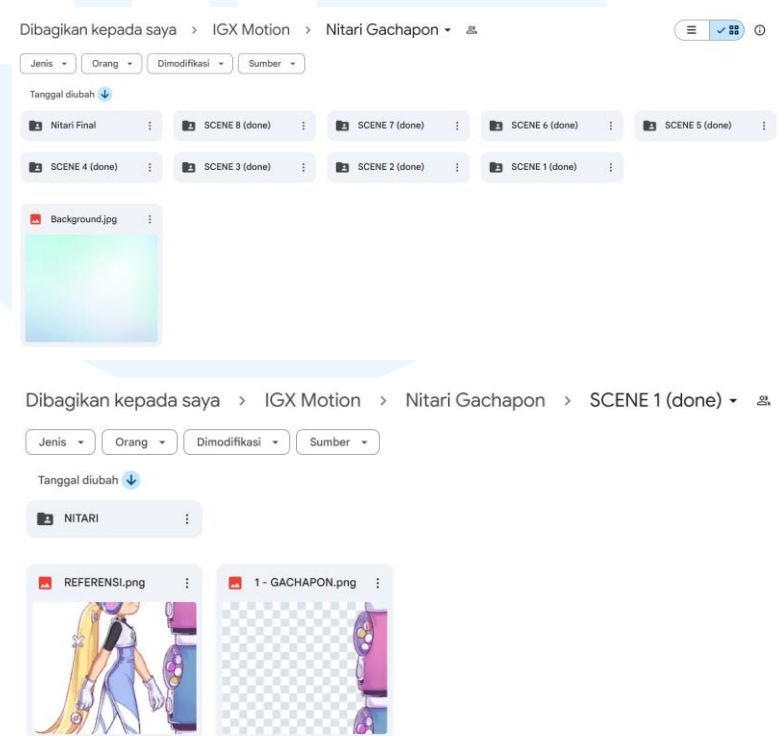 Dibagikan kepada saya > IGX Motion > Nitari Gachapon
Jenis Orang Dimodifikasi Sumber
Tanggal diubah
Nitari Final SCENE 8 (done) SCENE 7 (done) SCENE 6 (done) SCENE 5 (done)
SCENE 4 (done) SCENE 3 (done) SCENE 2 (done) SCENE 1 (done)
Background.jpg
Dibagikan kepada saya > IGX Motion > Nitari Gachapon > SCENE 1 (done)
Jenis Orang Dimodifikasi Sumber
Tanggal diubah
NITARI
REFERENSI.png 1 - GACHAPON.png